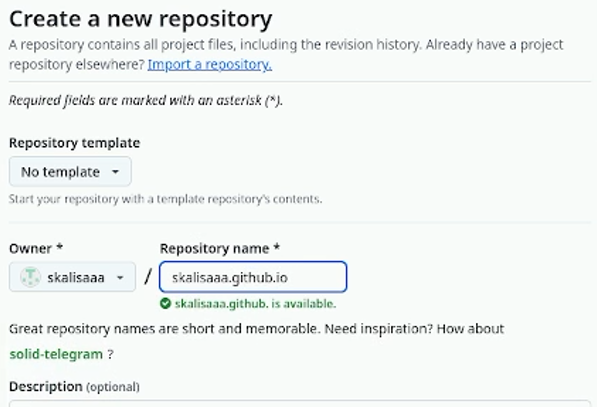 Create a new repository
A repository contains all project files, including the revision history. Already have a project
repository elsewhere? Import a repository.
Required fields are marked with an asterisk (*).
Repository template
No template
Start your repository with a template repository's contents.
Owner * Repository name *
skalisaaa / skalisaaa.github.io
skalisaaa.github. is available.
Great repository names are short and memorable. Need inspiration? How about
solid-telegram ?
Description (optional)